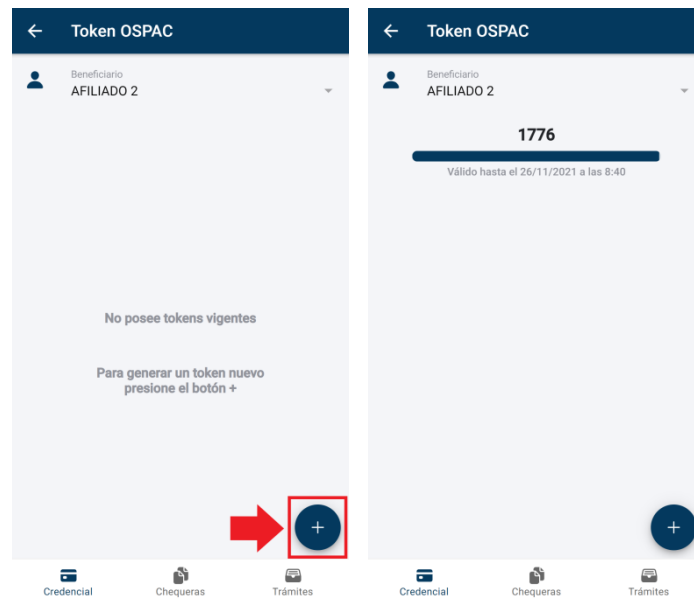 Token OSPAC
Beneficiario
AFILIADO 2
No posee tokens vigentes
Para generar un token nuevo
presione el botón +
+
Credencial
Chequeras
Trámites
Token OSPAC
Beneficiario
AFILIADO 2
1776
Válido hasta el 26/11/2021 a las 8:40
+
Credencial
Chequeras
Trámites